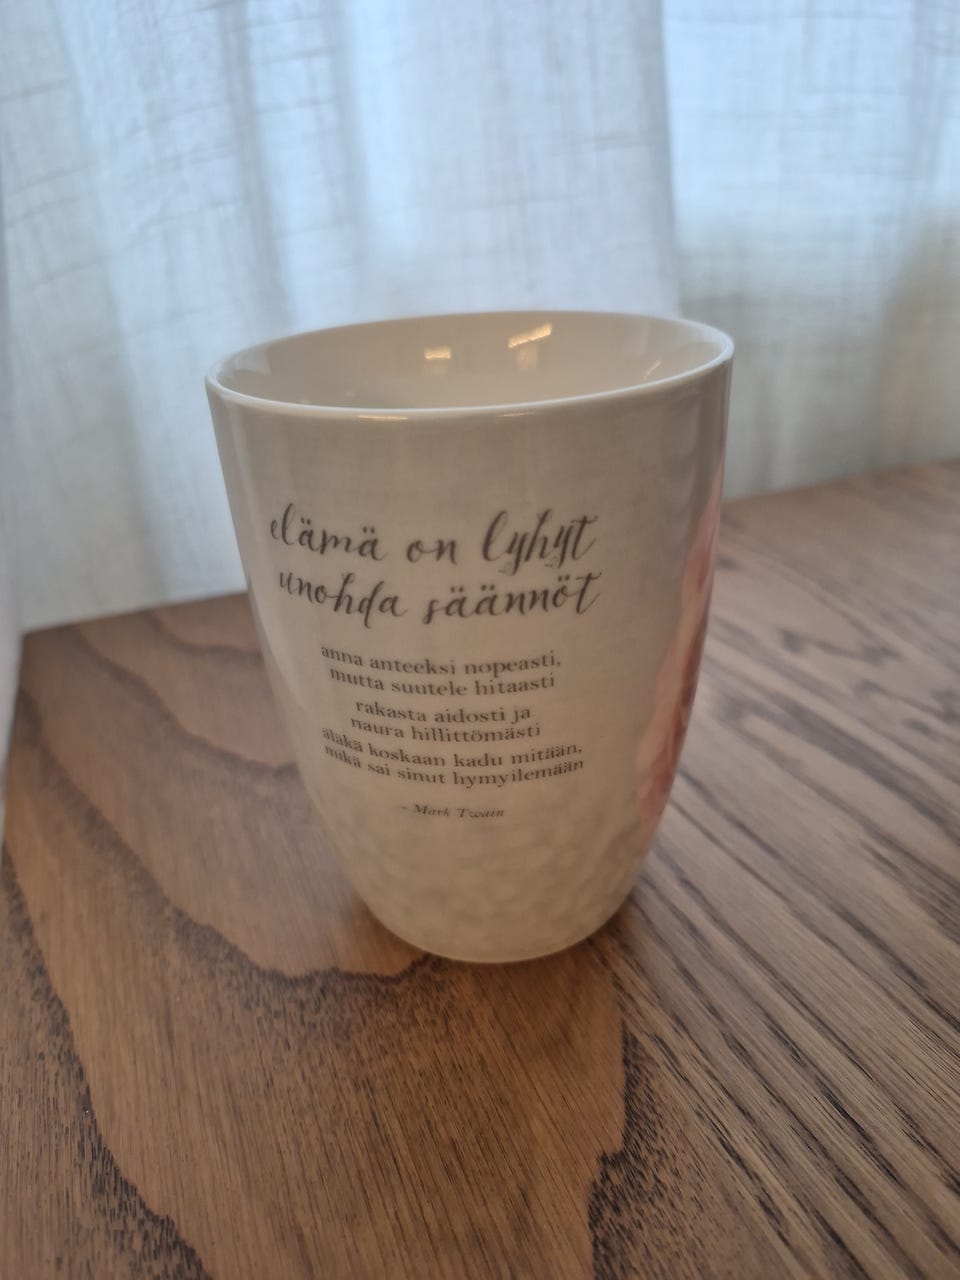 elämä on lyhyt
unohda säännöt
anna anteeksi nopeasti,
mutta suutele hitaasti
rakasta aidosti ja
naura hillittömästi
äläkä koskaan kadu mitään,
mikä sai sinut hymyilemään
- Mark Twain